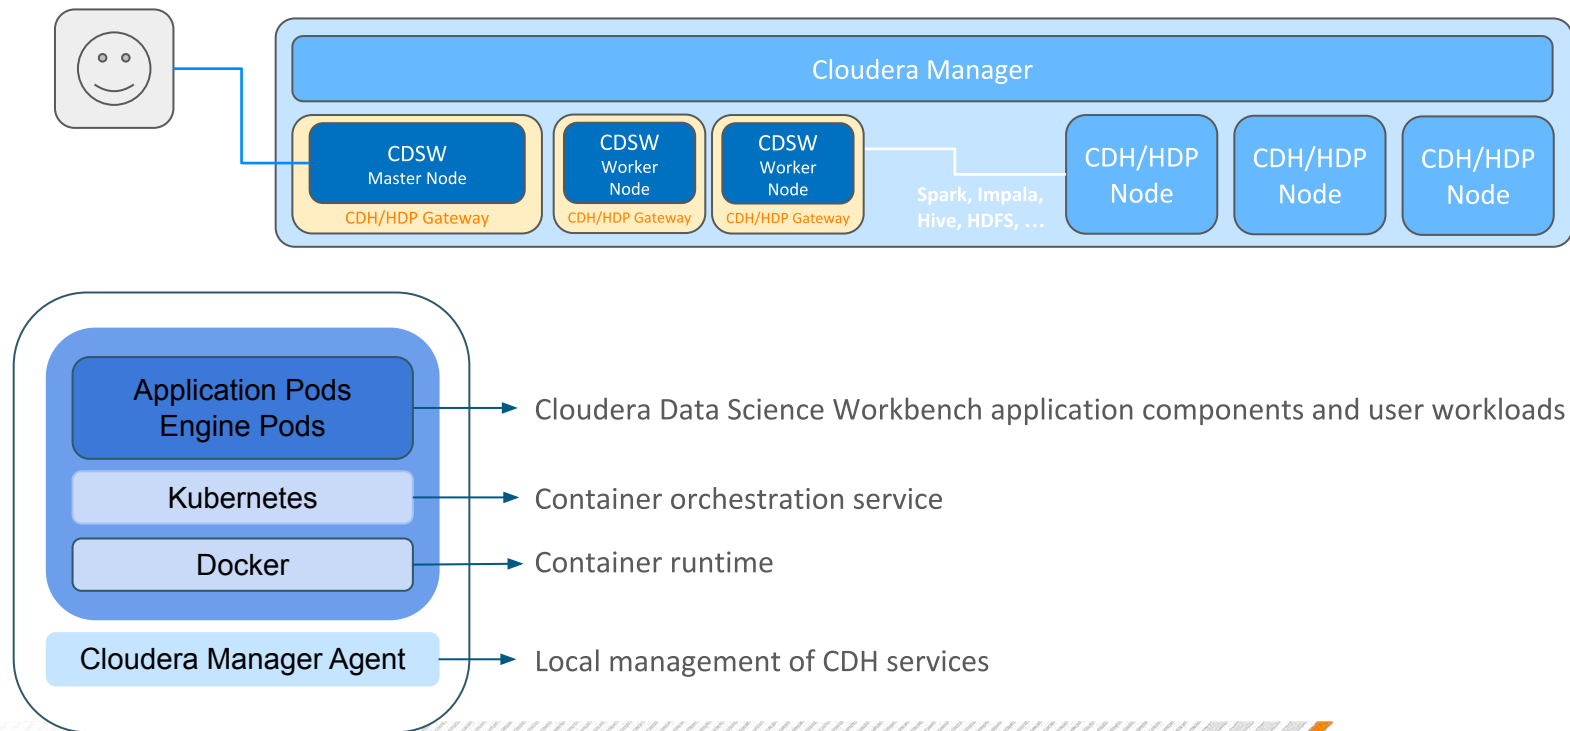 Cloudera Manager
CDSW
Master Node
CDH/HDP Gateway
CDSW
Worker
Node
CDH/HDP Gateway
CDSW
Worker
Node
CDH/HDP Gateway
Spark, Impala,
Hive, HDFS, ...
CDH/HDP
Node
CDH/HDP
Node
CDH/HDP
Node
Application Pods
Engine Pods
Cloudera Data Science Workbench application components and user workloads
Kubernetes
Container orchestration service
Docker
Container runtime
Cloudera Manager Agent
Local management of CDH services